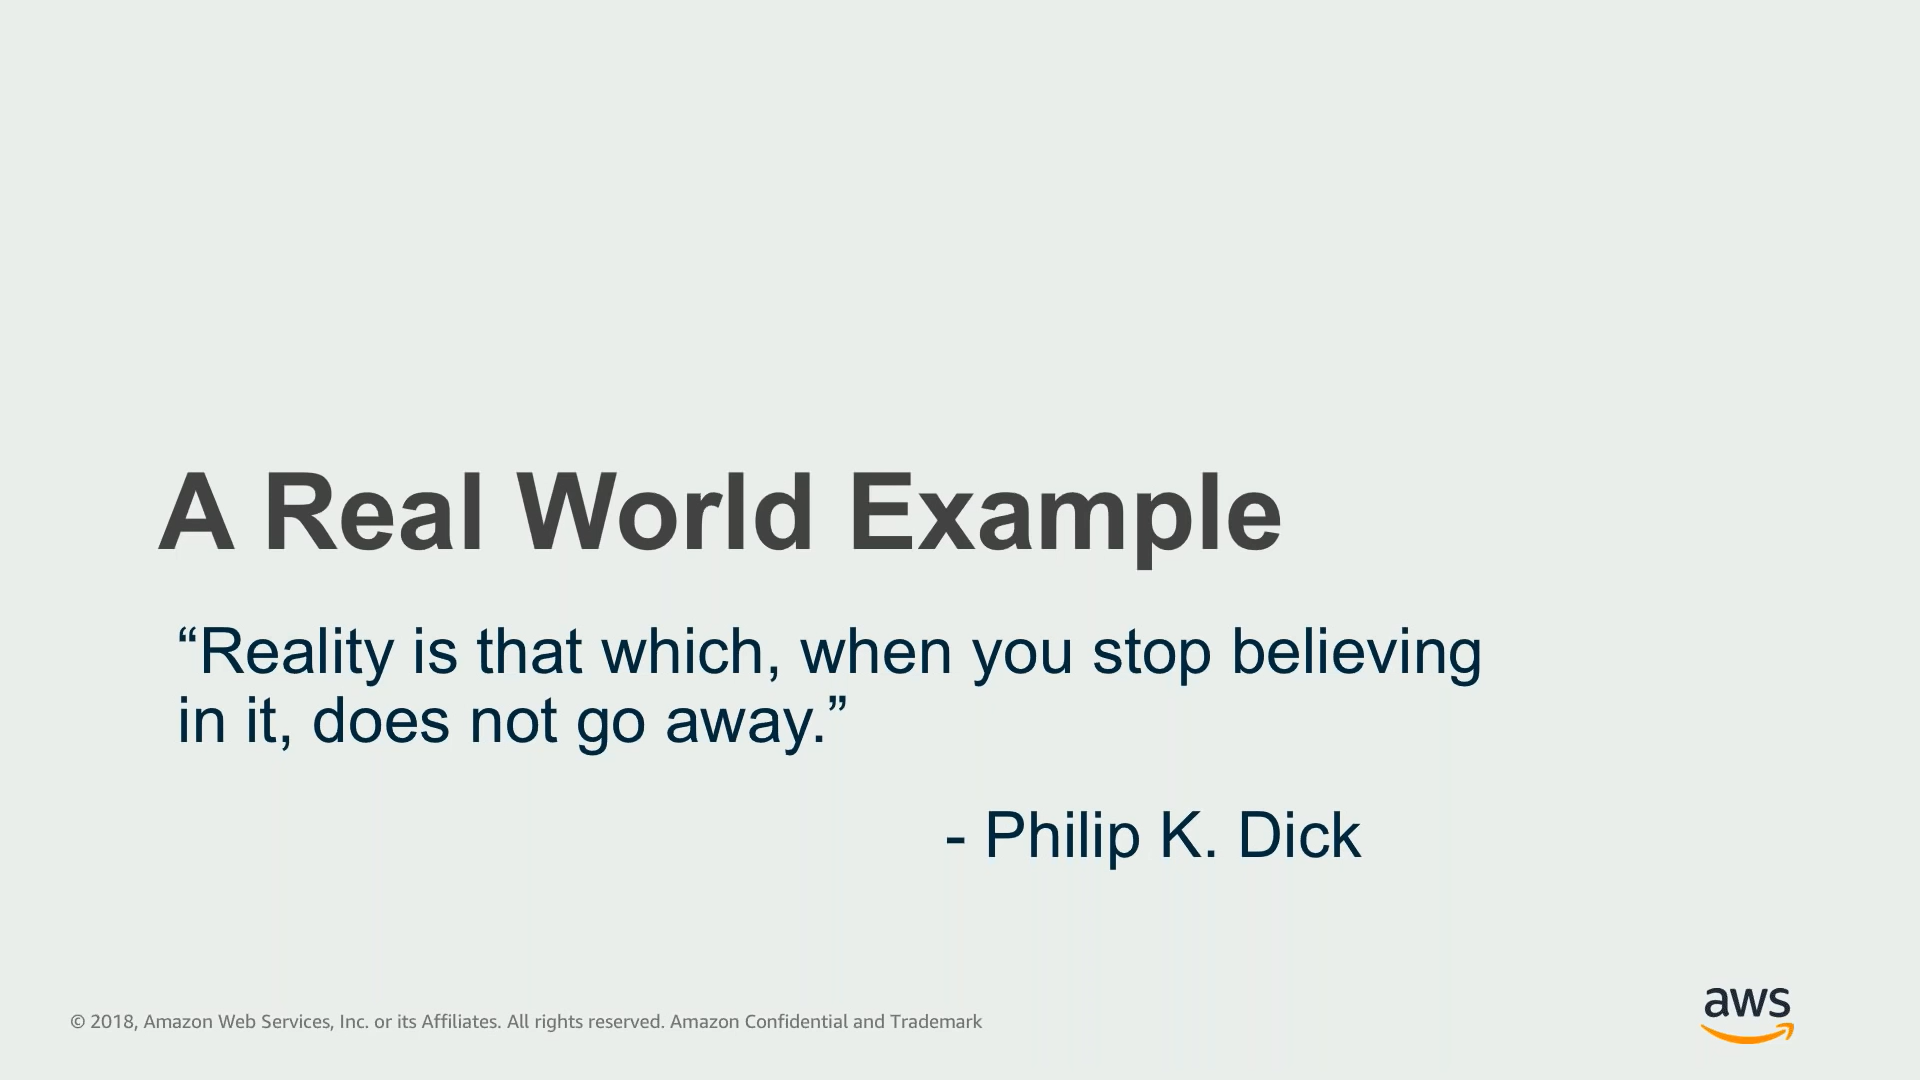 A Real World Example
“Reality is that which, when you stop believing
in it, does not go away.”
- Philip K. Dick
© 2018, Amazon Web Services, Inc. or its Affiliates. All rights reserved. Amazon Confidential and Trademark
aws